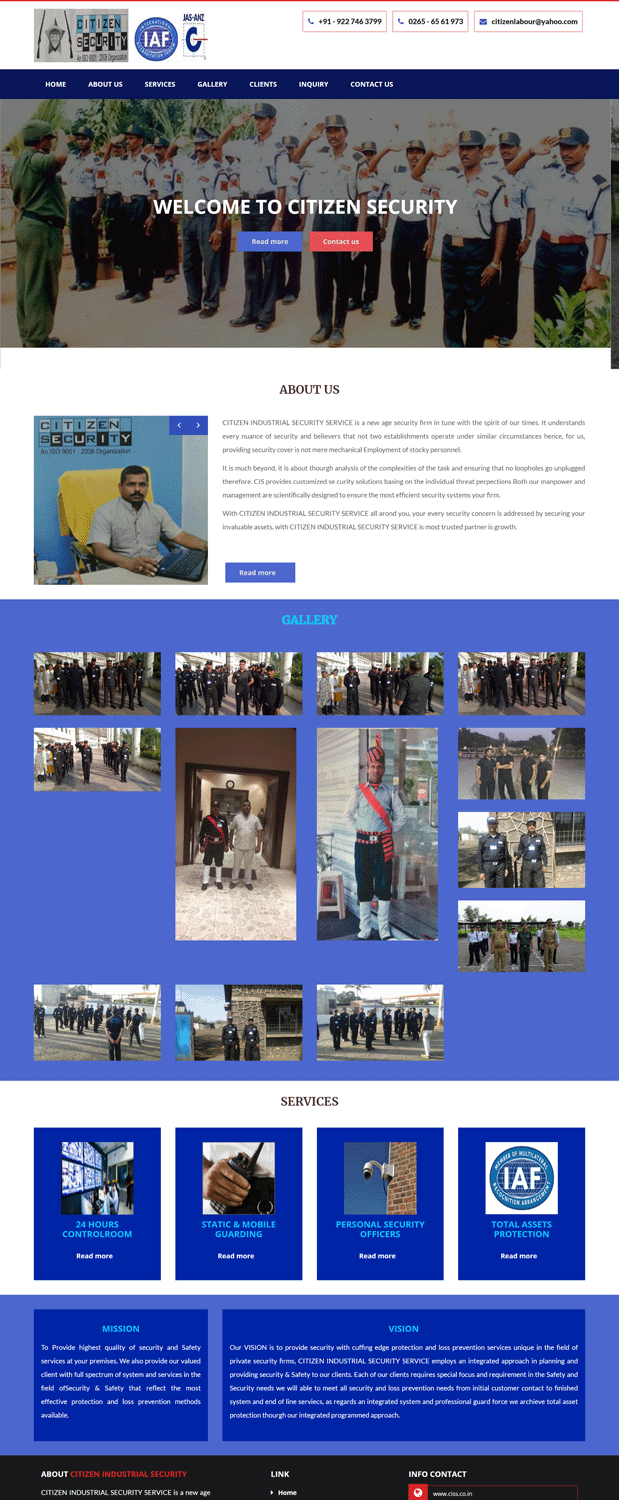 CITIZEN
SECURITY
CIS
An ISO 9001 : 2008 Organization
IAF
JAS-ANZ
C
+91 - 922 746 3799
0265 - 65 61 973
citizenlabour@yahoo.com
HOME ABOUT US SERVICES GALLERY CLIENTS INQUIRY CONTACT US
WELCOME TO CITIZEN SECURITY
Read more Contact us
ABOUT US
CITIZEN
SECURITY
An ISO 9001 : 2008 Organization
CITIZEN INDUSTRIAL SECURITY SERVICE is a new age security firm in tune with the spirit of our times. It understands
every nuance of security and believers that not two establishments operate under similar circumstances hence, for us,
providing security cover is not mere mechanical Employment of stocky personnel.
It is much beyond, it is about thourgh analysis of the complexities of the task and ensuring that no loopholes go unplugged
therefore. CIS provides customized se curity solutions basing on the individual threat perpections Both our manpower and
management are scientifically designed to ensure the most efficient security systems your firm.
With CITIZEN INDUSTRIAL SECURITY SERVICE all arond you, your every security concern is addressed by securing your
invaluable assets, with CITIZEN INDUSTRIAL SECURITY SERVICE is most trusted partner is growth.
Read more
GALLERY
SERVICES
MEMBER OF MULTILATERAL
IAF
RECOGNITION ARRANGEMENT
24 HOURS
CONTROLROOM
Read more
STATIC & MOBILE
GUARDING
Read more
PERSONAL SECURITY
OFFICERS
Read more
TOTAL ASSETS
PROTECTION
Read more
MISSION
To Provide highest quality of security and Safety
services at your premises. We also provide our valued
client with full spectrum of system and services in the
field ofSecurity & Safety that reflect the most
effective protection and loss prevention methods
available.
VISION
Our VISION is to provide security with cuffing edge protection and loss prevention services unique in the field of
private security firms, CITIZEN INDUSTRIAL SECURITY SERVICE employs an integrated approach in planning and
providing security & Safety to our clients. Each of our clients requires special focus and requirement in the Safety and
Security needs we will able to meet all security and loss prevention needs from initial customer contact to finished
system and end of line servivecs, as regards an integrated system and professional guard force we archieve total asset
protection thourgh our integrated programmed approach.
ABOUT CITIZEN INDUSTRIAL SECURITY
CITIZEN INDUSTRIAL SECURITY SERVICE is a new age
LINK
Home
INFO CONTACT
www.ciss.co.in